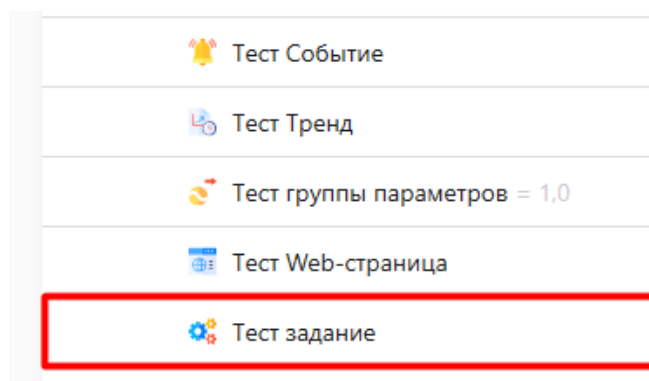 Тест Событие
Тест Тренд
Тест группы параметров = 1,0
Тест Web-страница
Тест задание